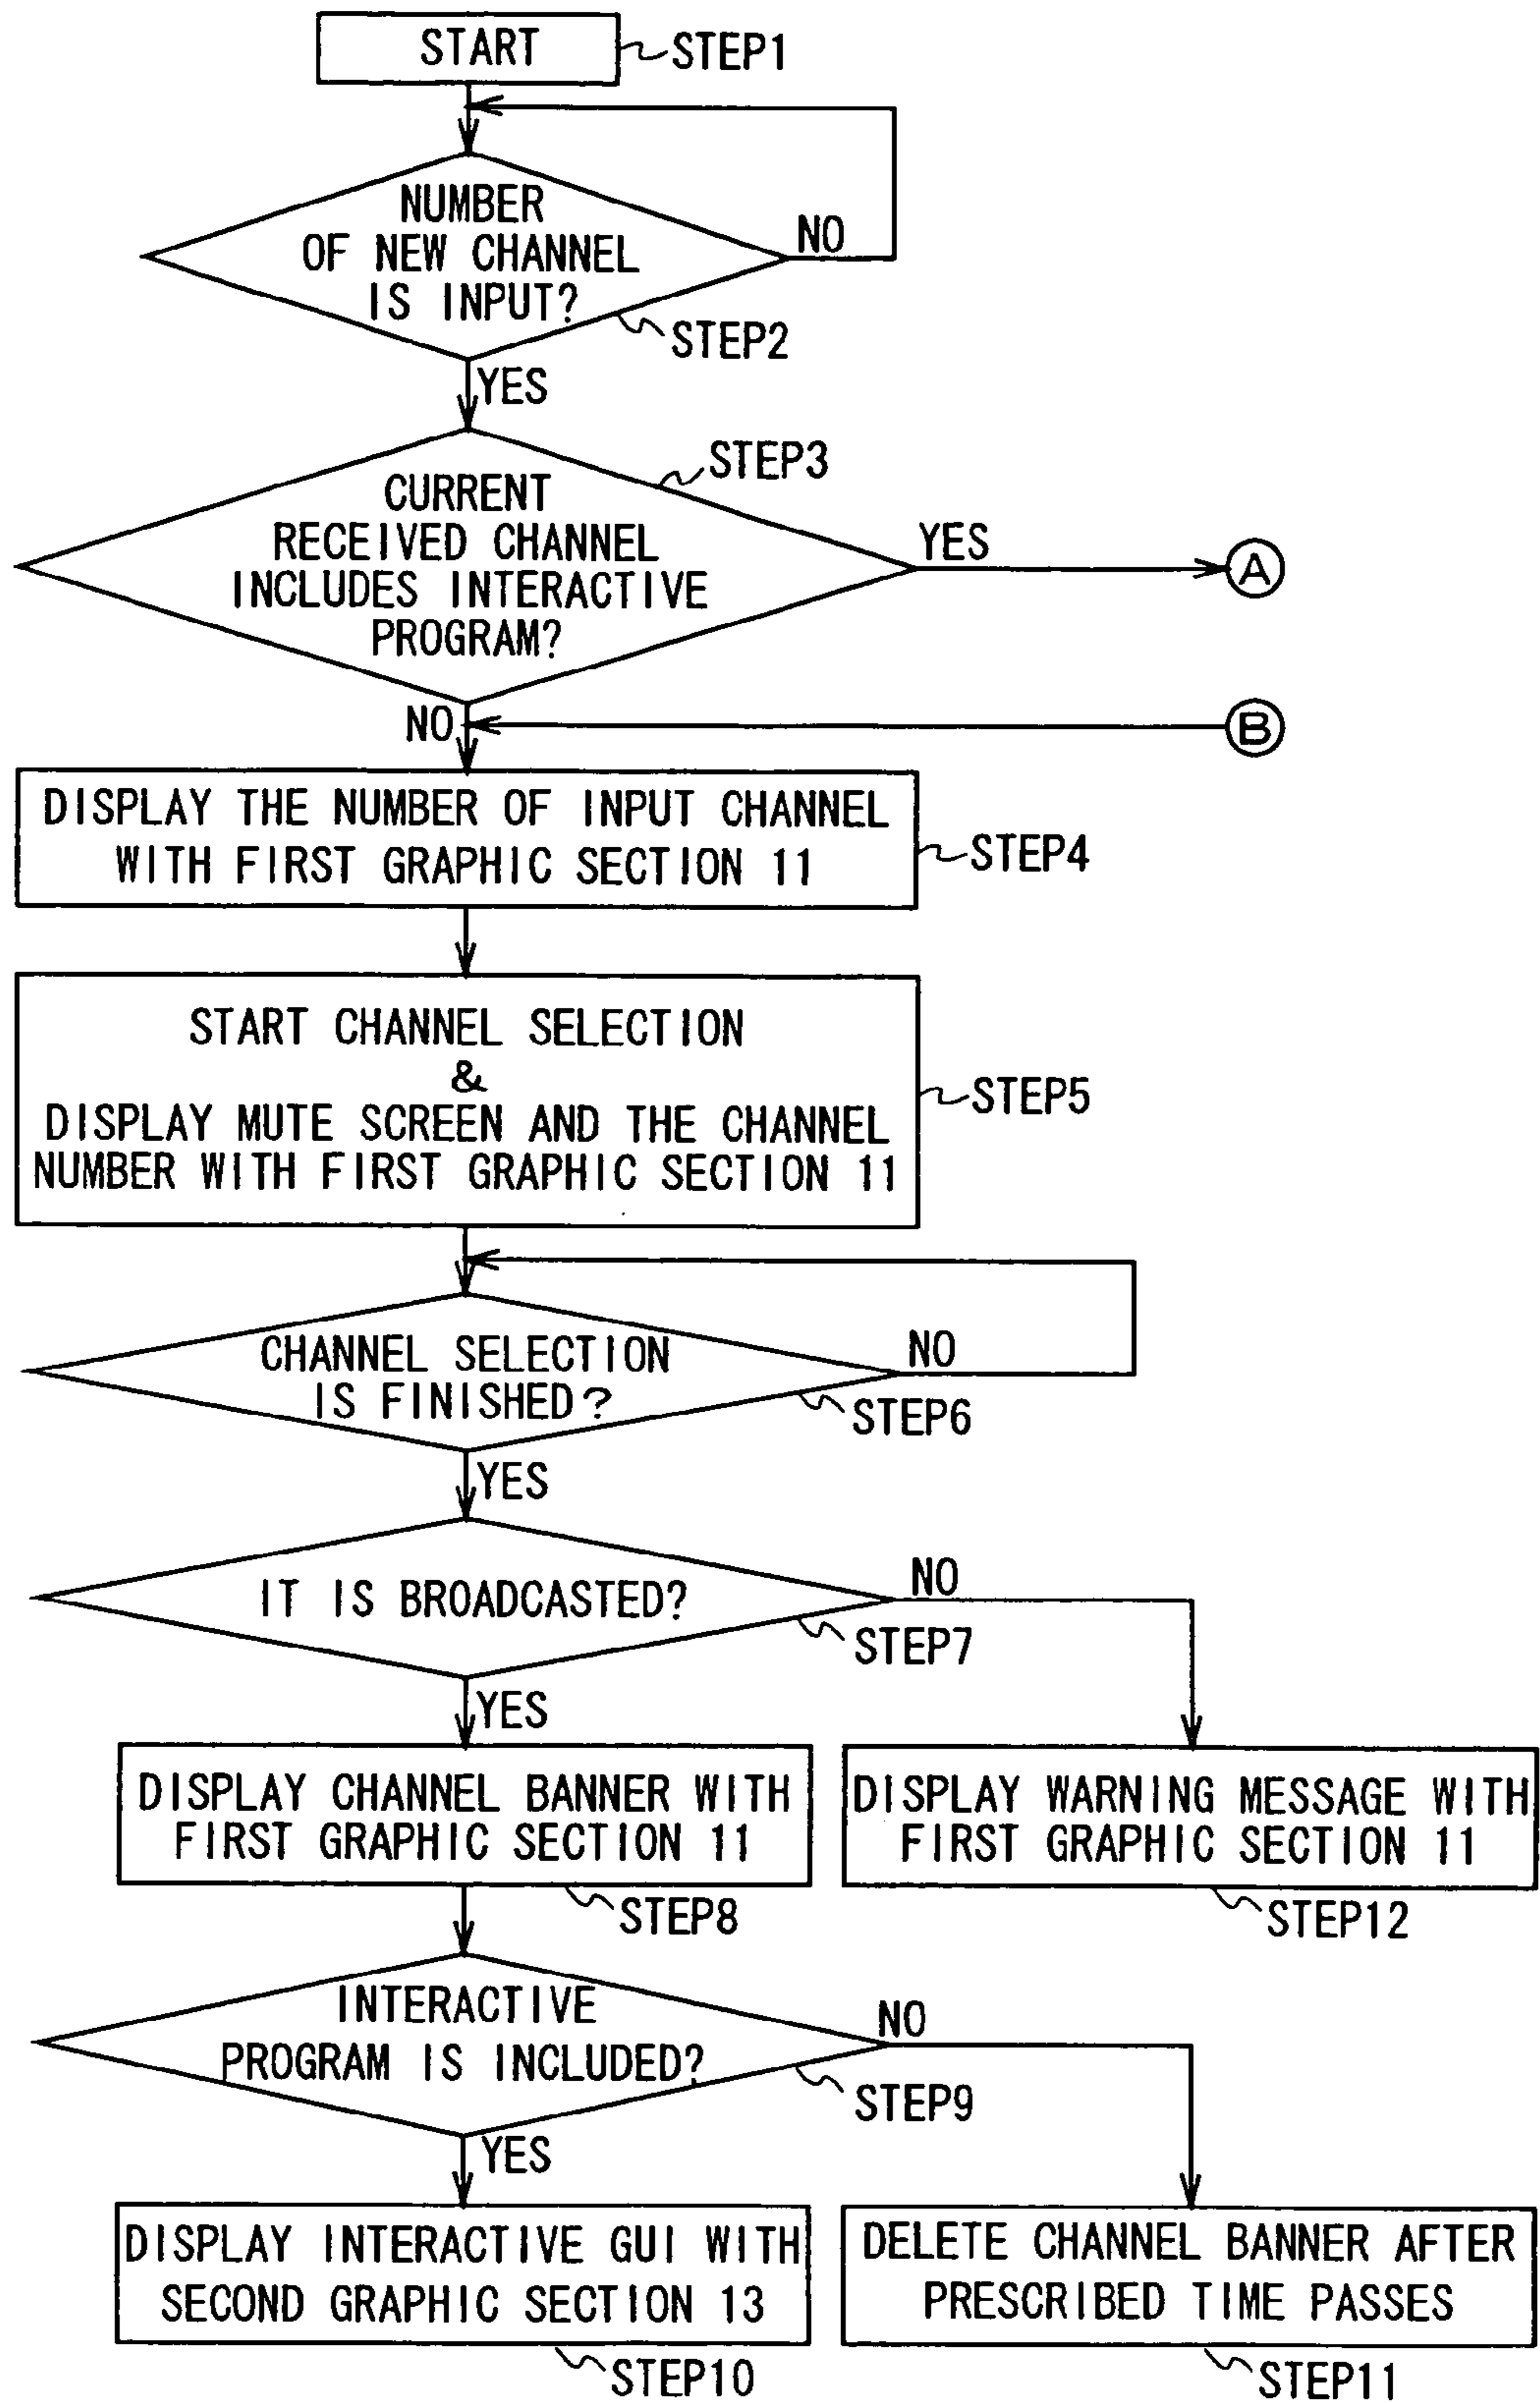 START
STEP1
NUMBER
OF NEW CHANNEL
IS INPUT?
NO
STEP2
YES
STEP3
CURRENT
RECEIVED CHANNEL
INCLUDES INTERACTIVE
PROGRAM?
YES
A
NO
B
DISPLAY THE NUMBER OF INPUT CHANNEL
WITH FIRST GRAPHIC SECTION 11
STEP4
START CHANNEL SELECTION
&
DISPLAY MUTE SCREEN AND THE CHANNEL
NUMBER WITH FIRST GRAPHIC SECTION 11
STEP5
CHANNEL SELECTION
IS FINISHED?
NO
STEP6
YES
IT IS BROADCASTED?
NO
STEP7
YES
DISPLAY CHANNEL BANNER WITH
FIRST GRAPHIC SECTION 11
STEP8
DISPLAY WARNING MESSAGE WITH
FIRST GRAPHIC SECTION 11
STEP12
INTERACTIVE
PROGRAM IS INCLUDED?
NO
STEP9
YES
DISPLAY INTERACTIVE GUI WITH
SECOND GRAPHIC SECTION 13
STEP10
DELETE CHANNEL BANNER AFTER
PRESCRIBED TIME PASSES
STEP11